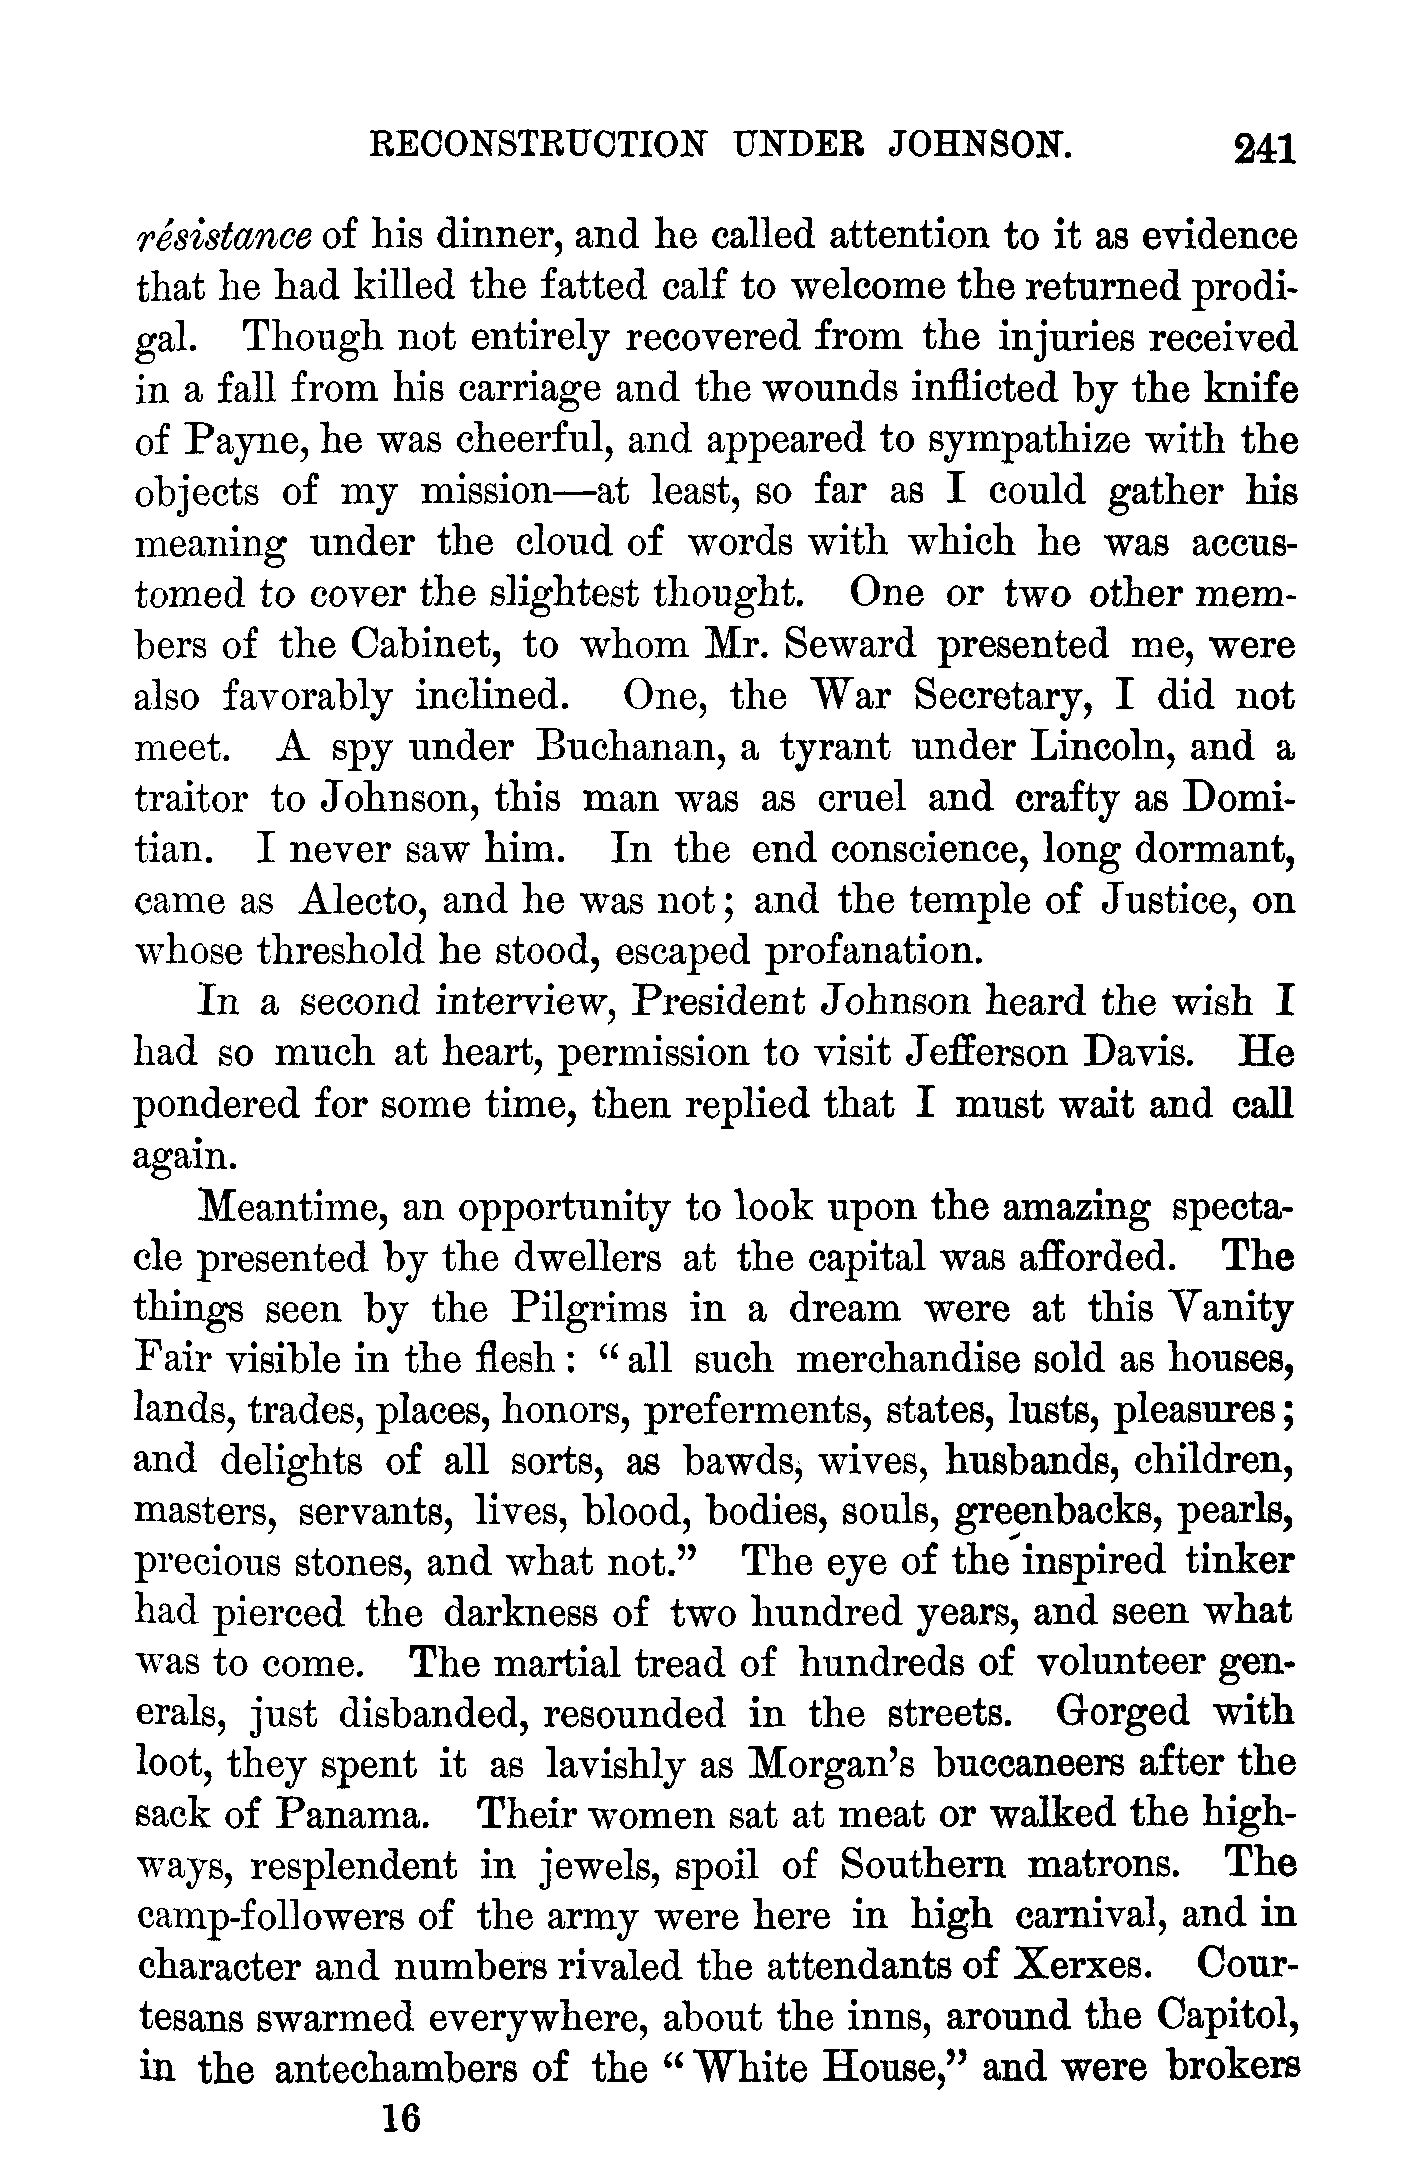 RECONSTRUCTION UNDER JOHNSON. 241
résistance of his dinner, and he called attention to it as evidence
that he had killed the fatted calf to welcome the returned prodi-
gal. Though not entirely recovered from the injuries received
in a fall from his carriage and the wounds inflicted by the knife
of Payne, he was cheerful, and appeared to sympathize with the
objects of my mission—at least, so far as I could gather his
meaning under the cloud of words with which he was accus-
tomed to cover the slightest thought. One or two other mem-
bers of the Cabinet, to whom Mr. Seward presented me, were
also favorably inclined. One, the War Secretary, I did not
meet. A spy under Buchanan, a tyrant under Lincoln, and a
traitor to Johnson, this man was as cruel and crafty as Domi-
tian. I never saw him. In the end conscience, long dormant,
came as Alecto, and he was not; and the temple of Justice, on
whose threshold he stood, escaped profanation.
In a second interview, President Johnson heard the wish I
had so much at heart, permission to visit Jefferson Davis. He
pondered for some time, then replied that I must wait and call
again.
Meantime, an opportunity to look upon the amazing specta-
cle presented by the dwellers at the capital was afforded. The
things seen by the Pilgrims in a dream were at this Vanity
Fair visible in the flesh: "all such merchandise sold as houses,
lands, trades, places, honors, preferments, states, lusts, pleasures;
and delights of all sorts, as bawds, wives, husbands, children,
masters, servants, lives, blood, bodies, souls, greenbacks, pearls,
precious stones, and what not." The eye of the inspired tinker
had pierced the darkness of two hundred years, and seen what
was to come. The martial tread of hundreds of volunteer gen-
erals, just disbanded, resounded in the streets. Gorged with
loot, they spent it as lavishly as Morgan's buccaneers after the
sack of Panama. Their women sat at meat or walked the high-
ways, resplendent in jewels, spoil of Southern matrons. The
camp-followers of the army were here in high carnival, and in
character and numbers rivaled the attendants of Xerxes. Cour-
tesans swarmed everywhere, about the inns, around the Capitol,
in the antechambers of the "White House," and were brokers
16